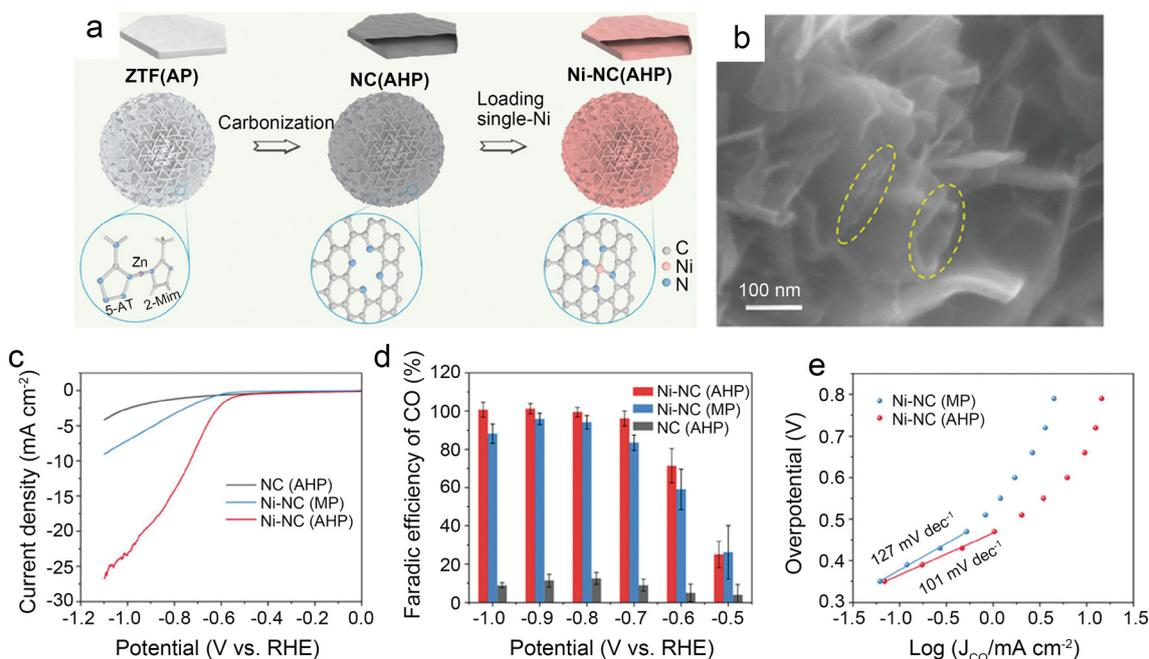 a
ZTF(AP)
NC(AHP)
Ni-NC(AHP)
Carbonization
Loading
single-Ni
Zn
5-AT
2-Mim
C
Ni
N
b
100 nm
c
Current density (mA cm⁻²)
0
-5
-10
-15
-20
-25
-30
NC (AHP)
Ni-NC (MP)
Ni-NC (AHP)
-1.2 -1.0 -0.8 -0.6 -0.4 -0.2 0.0
Potential (V vs. RHE)
d
Faradic efficiency of CO (%)
120
100
80
60
40
20
0
Ni-NC (AHP)
Ni-NC (MP)
NC (AHP)
-1.0 -0.9 -0.8 -0.7 -0.6 -0.5
Potential (V vs. RHE)
e
Overpotential (V)
0.8
0.7
0.6
0.5
0.4
0.3
Ni-NC (MP)
Ni-NC (AHP)
127 mV dec⁻¹
101 mV dec⁻¹
-1.5 -1.0 -0.5 0.0 0.5 1.0 1.5
Log (J_CO/mA cm⁻²)